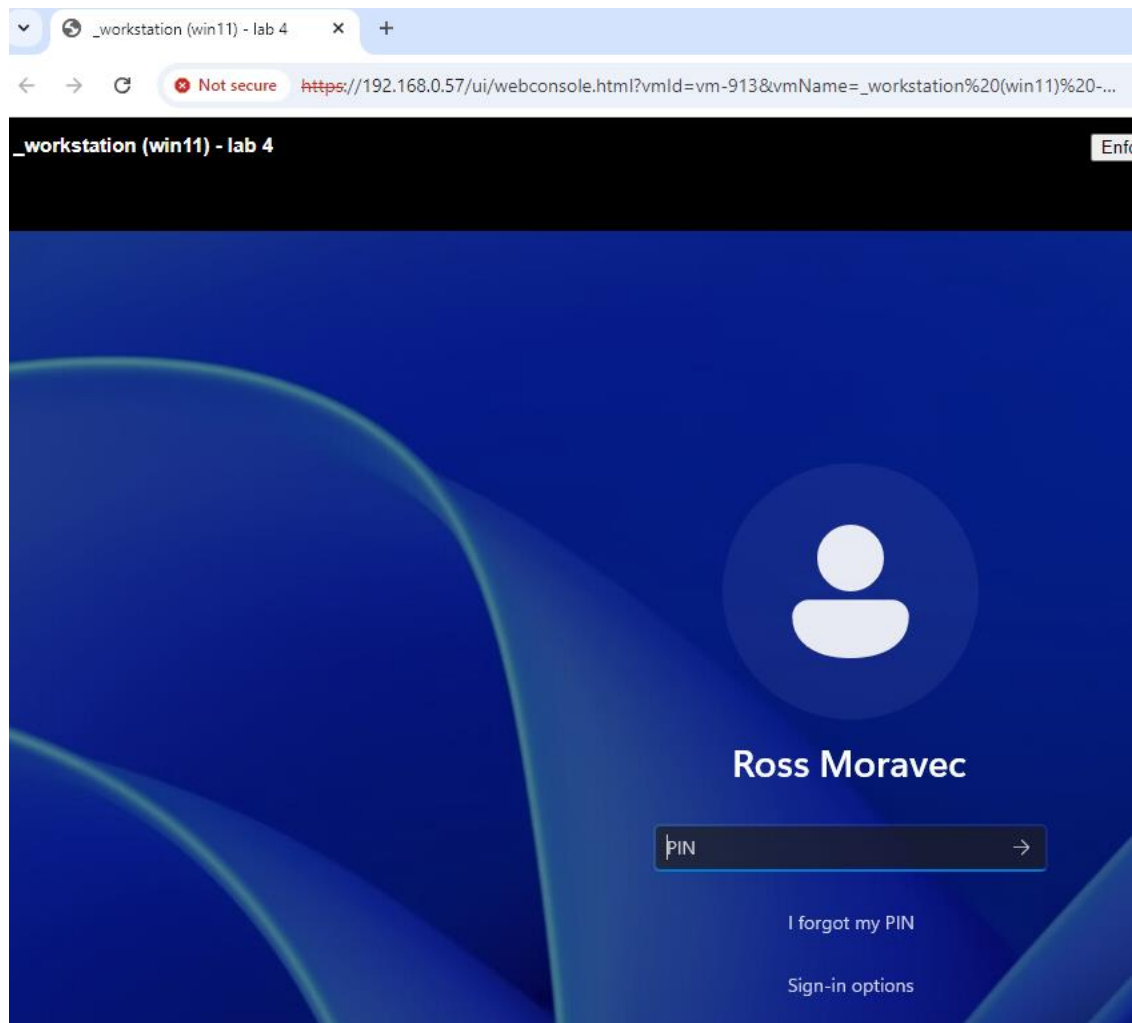 _workstation (win11) - lab 4
Not secure https://192.168.0.57/ui/webconsole.html?vmId=vm-913&vmName=_workstation%20(win11)%20-...
_workstation (win11) - lab 4
Enfo
Ross Moravec
PIN
I forgot my PIN
Sign-in options